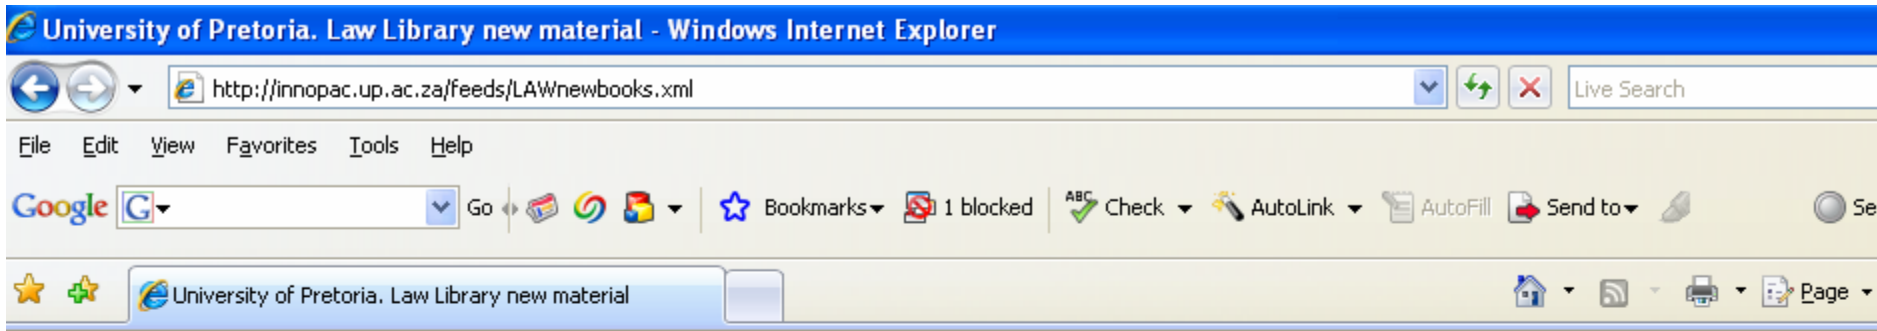 University of Pretoria. Law Library new material - Windows Internet Explorer
http://innopac.up.ac.za/feeds/LAWnewbooks.xml Live Search
File Edit View Favorites Tools Help
Google G Go Bookmarks 1 blocked ABC Check AutoLink AutoFill Send to Se
University of Pretoria. Law Library new material Page